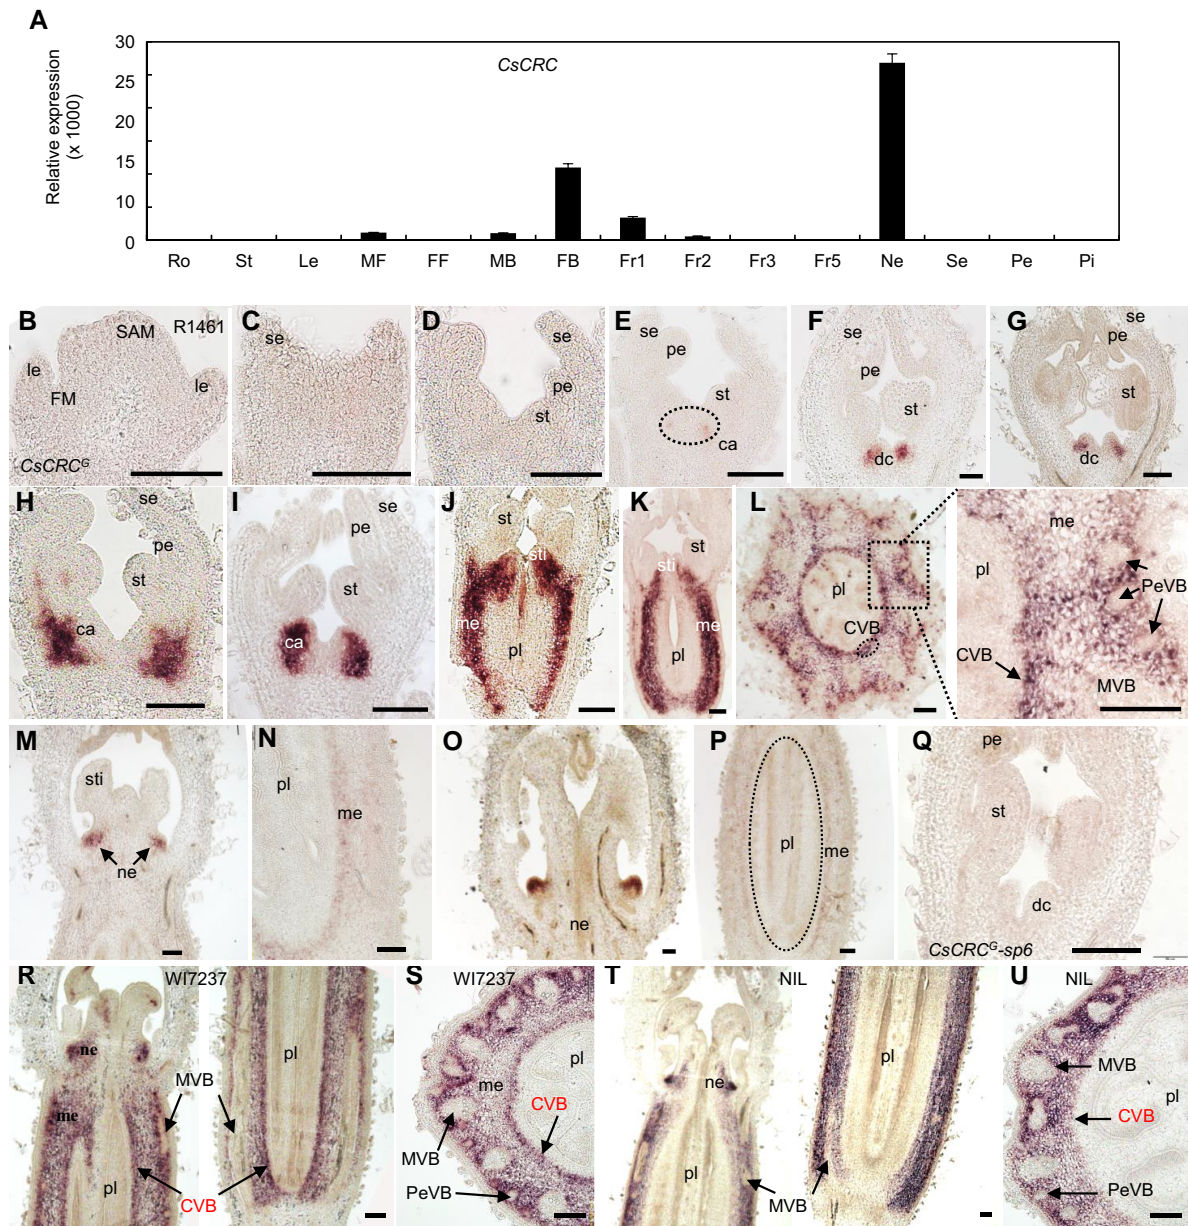 A
Relative expression
(x 1000)
30
25
20
15
10
0
CsCRC
Ro St Le MF FF MB FB Fr1 Fr2 Fr3 Fr5 Ne Se Pe Pi
B SAM R1461 le FM le CsCRCᴳ
C se
D se pe st
E se pe st ca
F se pe st dc
G se pe st dc
H se pe st ca
I se pe st ca
J st sti me pl
K st sti me pl
L pl CVB
me pl PeVB CVB MVB
M sti ne
N pl me
O ne
P pl me
Q pe st dc CsCRCᴳ-sp6
R WI7237 ne me pl MVB pl CVB
S WI7237 pl me CVB MVB PeVB
T NIL ne pl MVB pl
U NIL MVB pl CVB PeVB